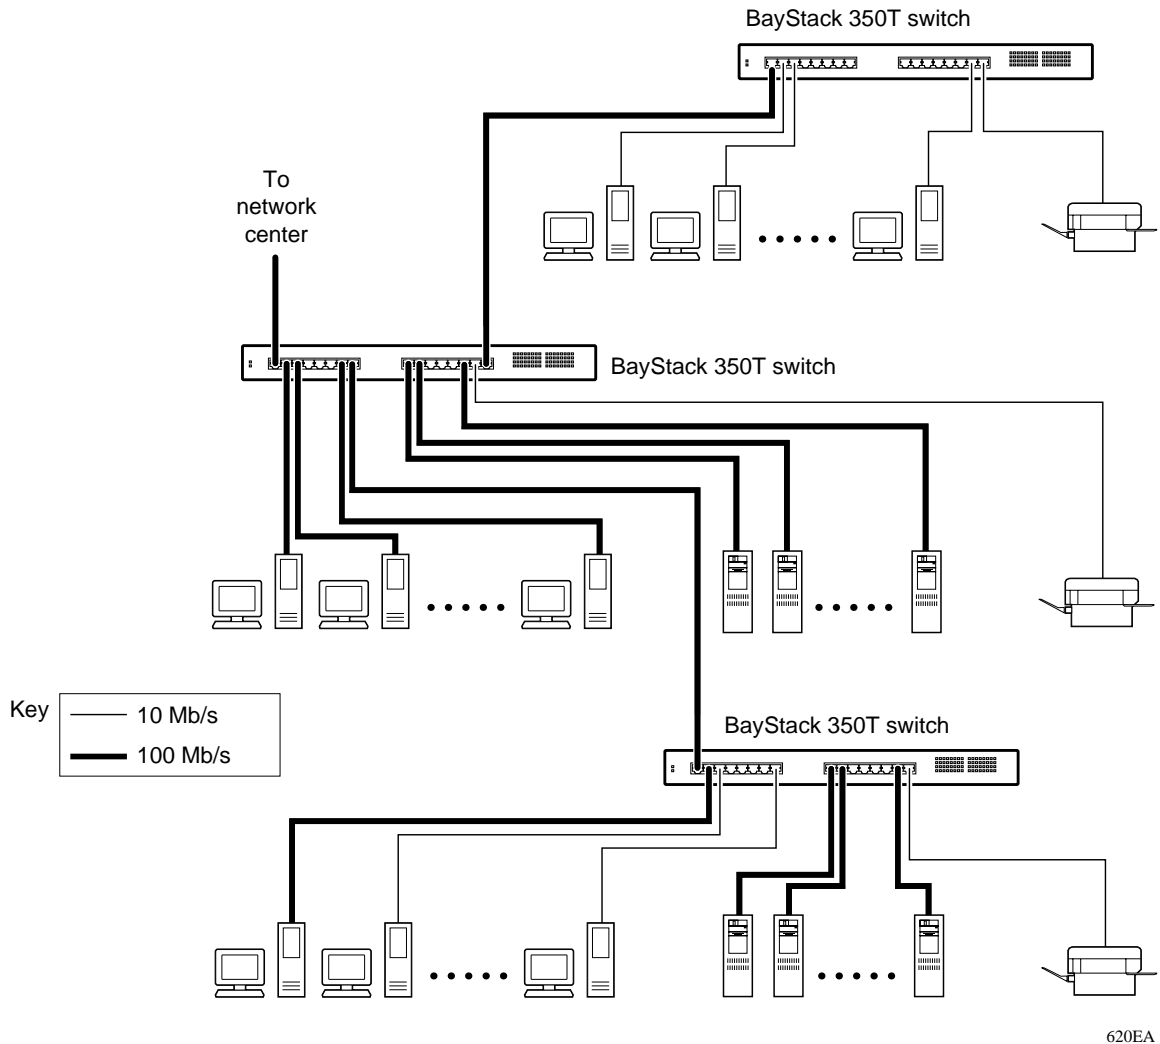 BayStack 350T switch
To
network
center
BayStack 350T switch
Key
10 Mb/s
100 Mb/s
BayStack 350T switch
620EA